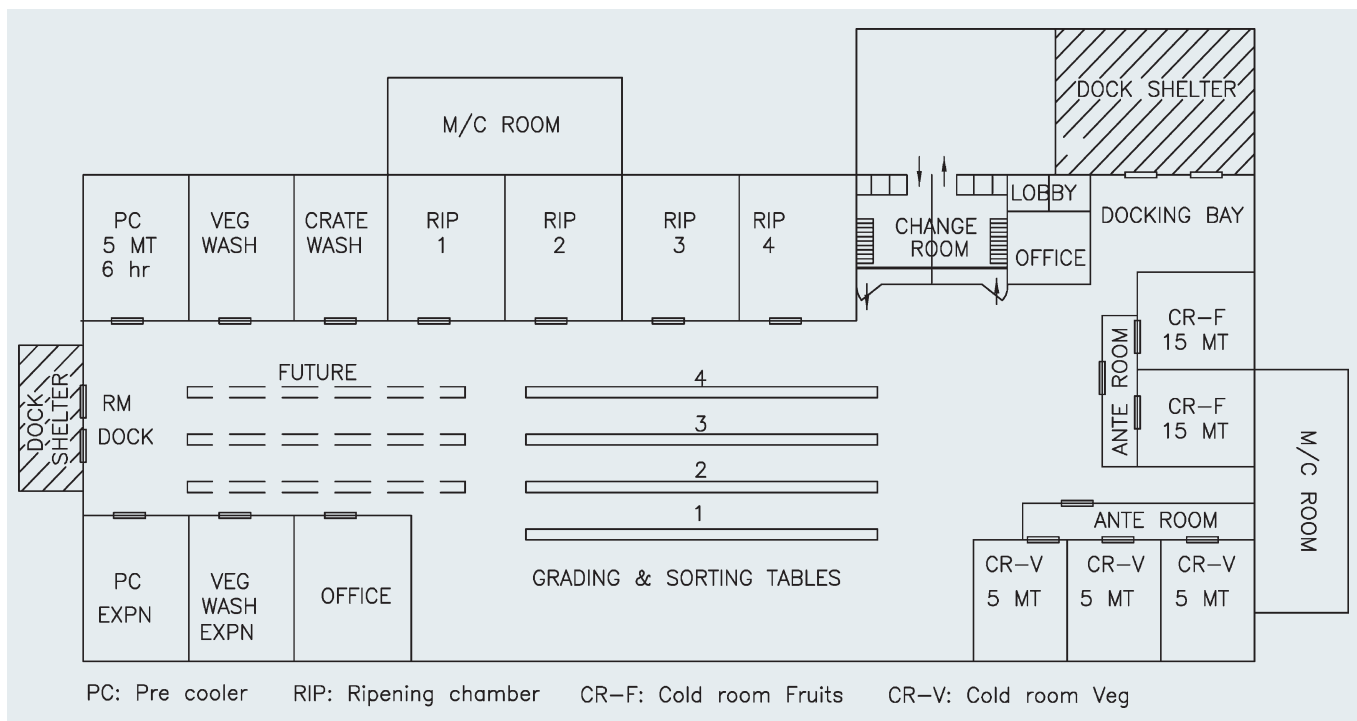 DOCK SHELTER
M/C ROOM
PC
5 MT
6 hr
VEG
WASH
CRATE
WASH
RIP
1
RIP
2
RIP
3
RIP
4
CHANGE
ROOM
LOBBY
OFFICE
DOCKING BAY
CR-F
15 MT
CR-F
15 MT
ANTE ROOM
M/C ROOM
DOCK
SHELTER
RM
DOCK
FUTURE
4
3
2
1
GRADING & SORTING TABLES
ANTE ROOM
CR-V
5 MT
CR-V
5 MT
CR-V
5 MT
PC
EXPN
VEG
WASH
EXPN
OFFICE
PC: Pre cooler RIP: Ripening chamber CR-F: Cold room Fruits CR-V: Cold room Veg